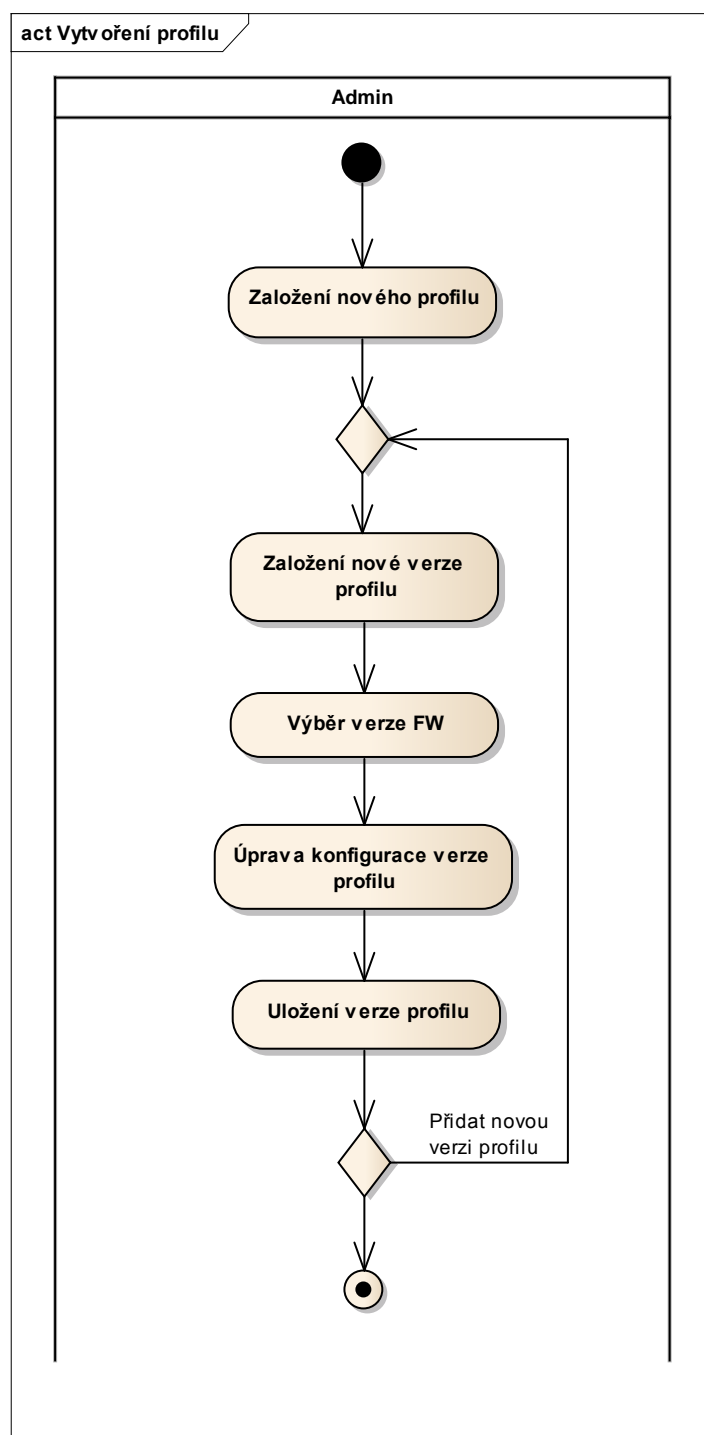 act Vytvoření profilu
Admin
Založení nového profilu
Založení nové verze
profilu
Výběr verze FW
Úprava konfigurace verze
profilu
Uložení verze profilu
Přidat novou
verzi profilu